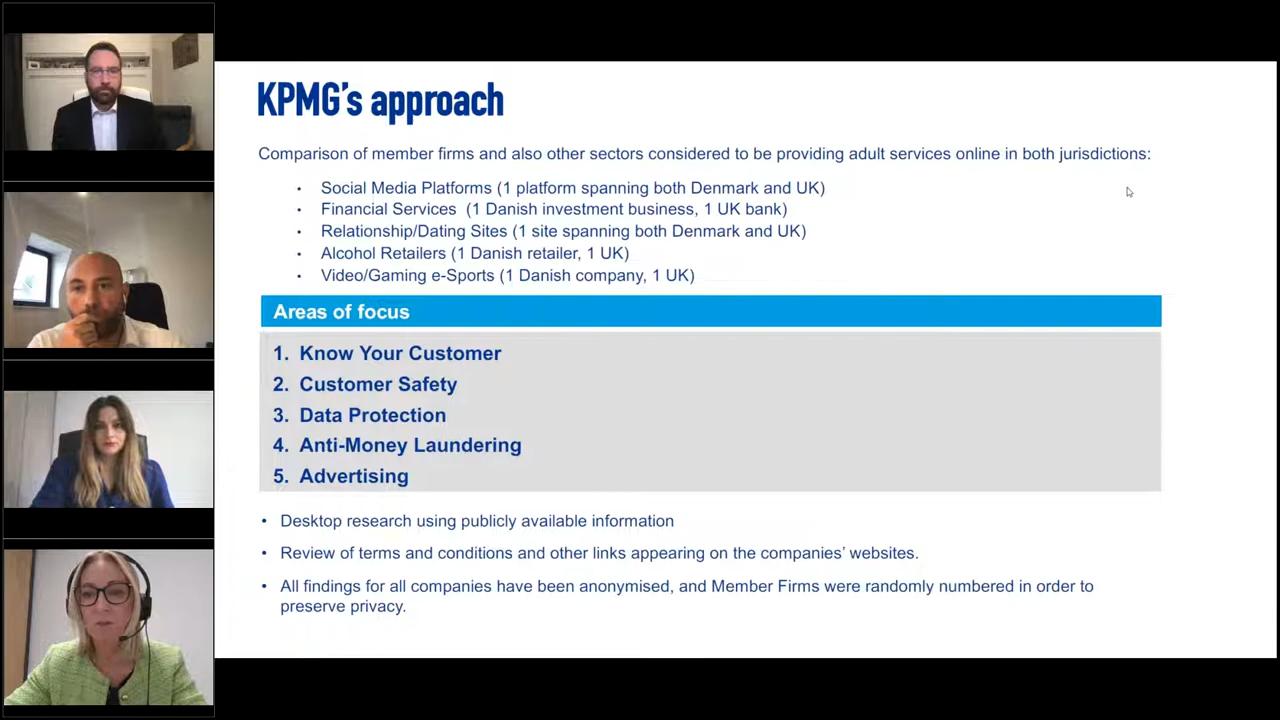 KPMG's approach
Comparison of member firms and also other sectors considered to be providing adult services online in both jurisdictions:
• Social Media Platforms (1 platform spanning both Denmark and UK)
• Financial Services (1 Danish investment business, 1 UK bank)
• Relationship/Dating Sites (1 site spanning both Denmark and UK)
• Alcohol Retailers (1 Danish retailer, 1 UK)
• Video/Gaming e-Sports (1 Danish company, 1 UK)
Areas of focus
1. Know Your Customer
2. Customer Safety
3. Data Protection
4. Anti-Money Laundering
5. Advertising
• Desktop research using publicly available information
• Review of terms and conditions and other links appearing on the companies' websites.
• All findings for all companies have been anonymised, and Member Firms were randomly numbered in order to
preserve privacy.